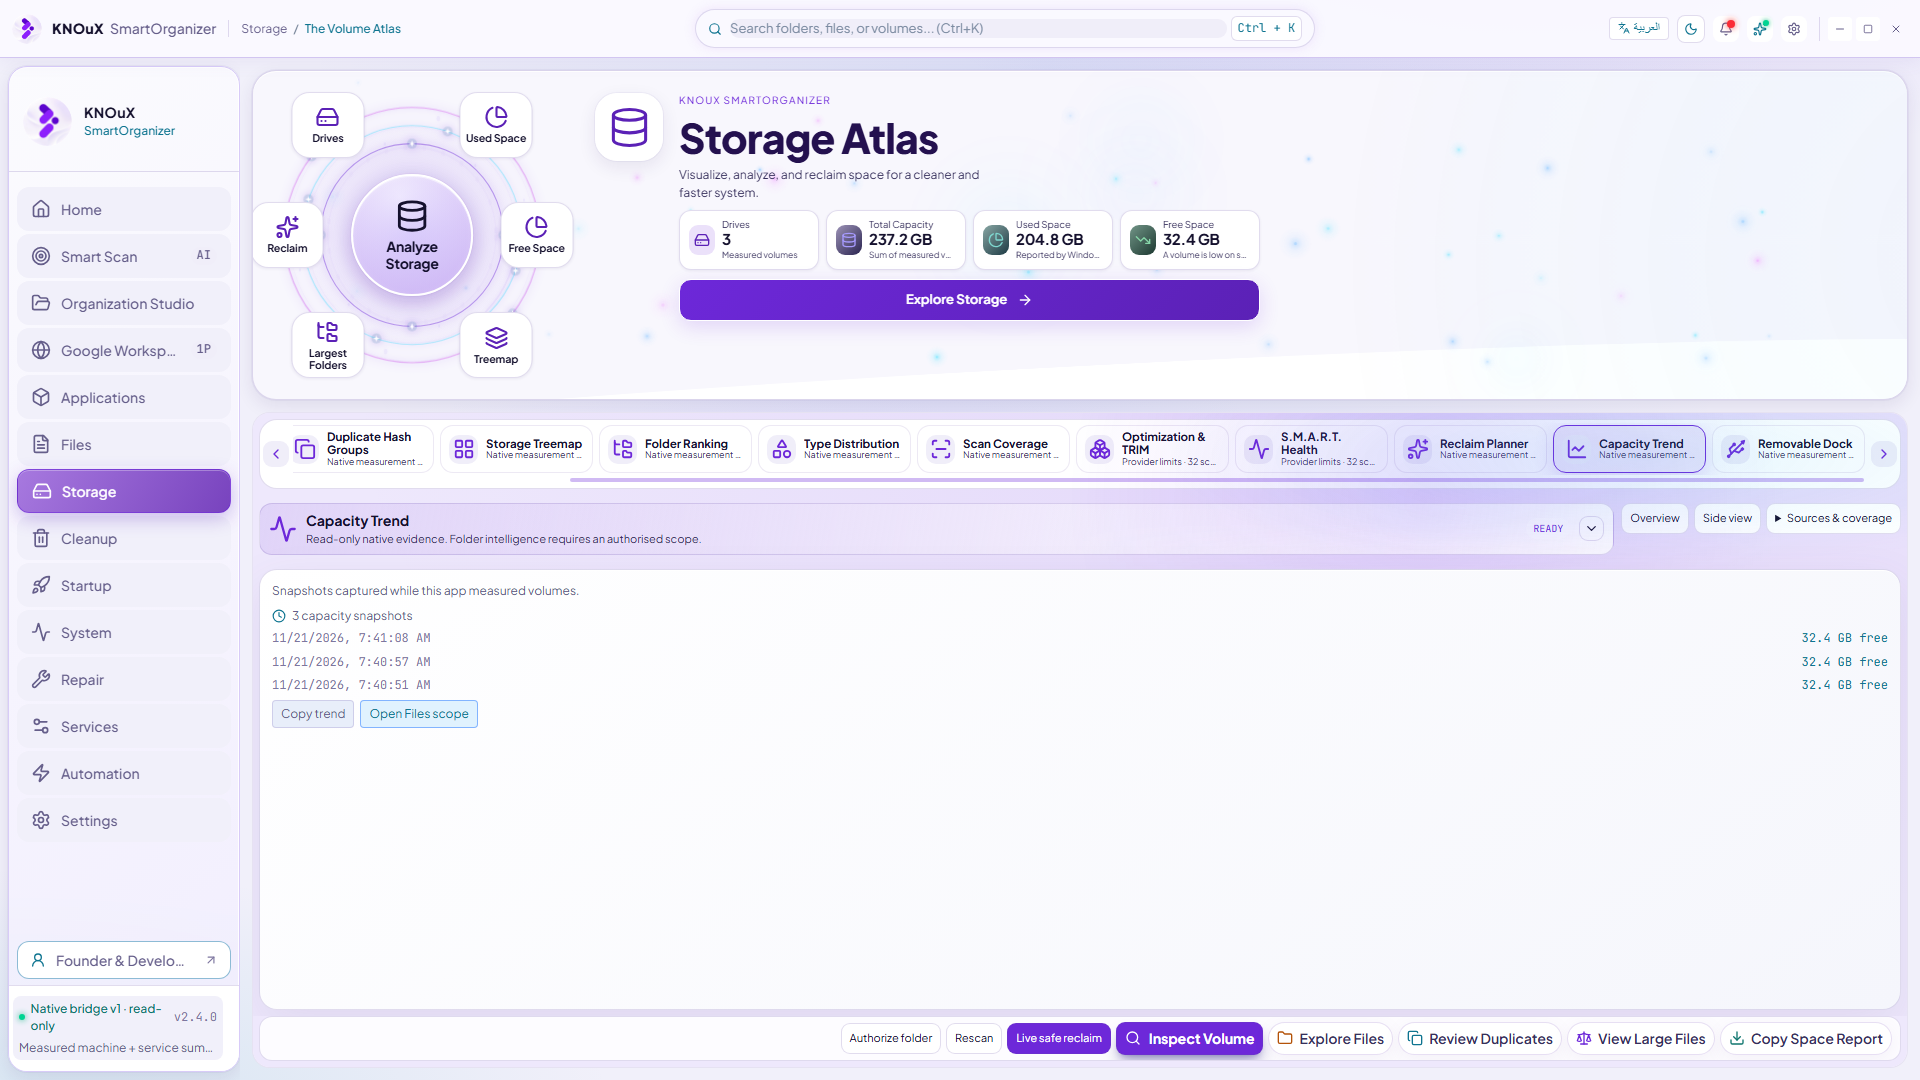 KNOuX SmartOrganizer
Storage / The Volume Atlas
Search folders, files, or volumes... (Ctrl+K)
Ctrl + K
العربية
KNOuX
SmartOrganizer
Home
Smart Scan AI
Organization Studio
Google Worksp... 1P
Applications
Files
Storage
Cleanup
Startup
System
Repair
Services
Automation
Settings
Founder & Develo...
Native bridge v1 · read-only
v2.4.0
Measured machine + service sum...
Drives
Used Space
Reclaim
Analyze
Storage
Free Space
Largest
Folders
Treemap
KNOUX SMARTORGANIZER
Storage Atlas
Visualize, analyze, and reclaim space for a cleaner and
faster system.
Drives
3
Measured volumes
Total Capacity
237.2 GB
Sum of measured v...
Used Space
204.8 GB
Reported by Windo...
Free Space
32.4 GB
A volume is low on s...
Explore Storage
Duplicate Hash
Groups
Native measurement ...
Storage Treemap
Native measurement ...
Folder Ranking
Native measurement ...
Type Distribution
Native measurement ...
Scan Coverage
Native measurement ...
Optimization &
TRIM
Provider limits · 32 sc...
S.M.A.R.T.
Health
Provider limits · 32 sc...
Reclaim Planner
Native measurement ...
Capacity Trend
Native measurement ...
Removable Dock
Native measurement ...
Capacity Trend
Read-only native evidence. Folder intelligence requires an authorised scope.
READY
Overview
Side view
Sources & coverage
Snapshots captured while this app measured volumes.
3 capacity snapshots
11/21/2026, 7:41:08 AM 32.4 GB free
11/21/2026, 7:40:57 AM 32.4 GB free
11/21/2026, 7:40:51 AM 32.4 GB free
Copy trend
Open Files scope
Authorize folder
Rescan
Live safe reclaim
Inspect Volume
Explore Files
Review Duplicates
View Large Files
Copy Space Report